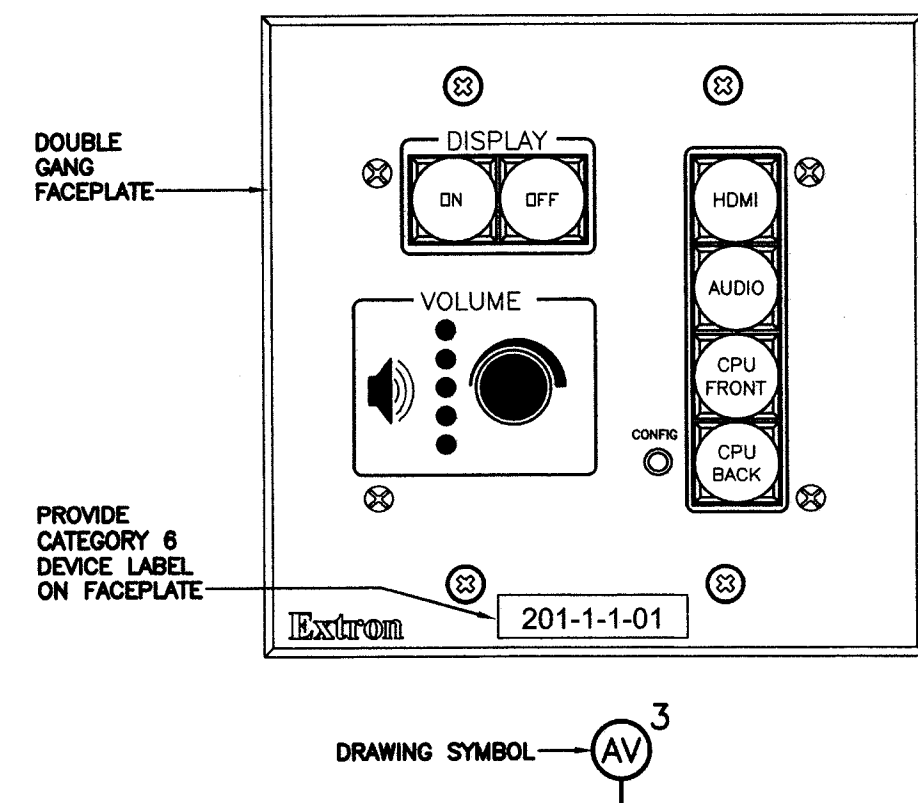 DOUBLE
GANG
FACEPLATE
DISPLAY
ON OFF
VOLUME
HDMI
AUDIO
CPU
FRONT
CPU
BACK
CONFIG
PROVIDE
CATEGORY 6
DEVICE LABEL
ON FACEPLATE
Extron
201-1-1-01
DRAWING SYMBOL
AV
3